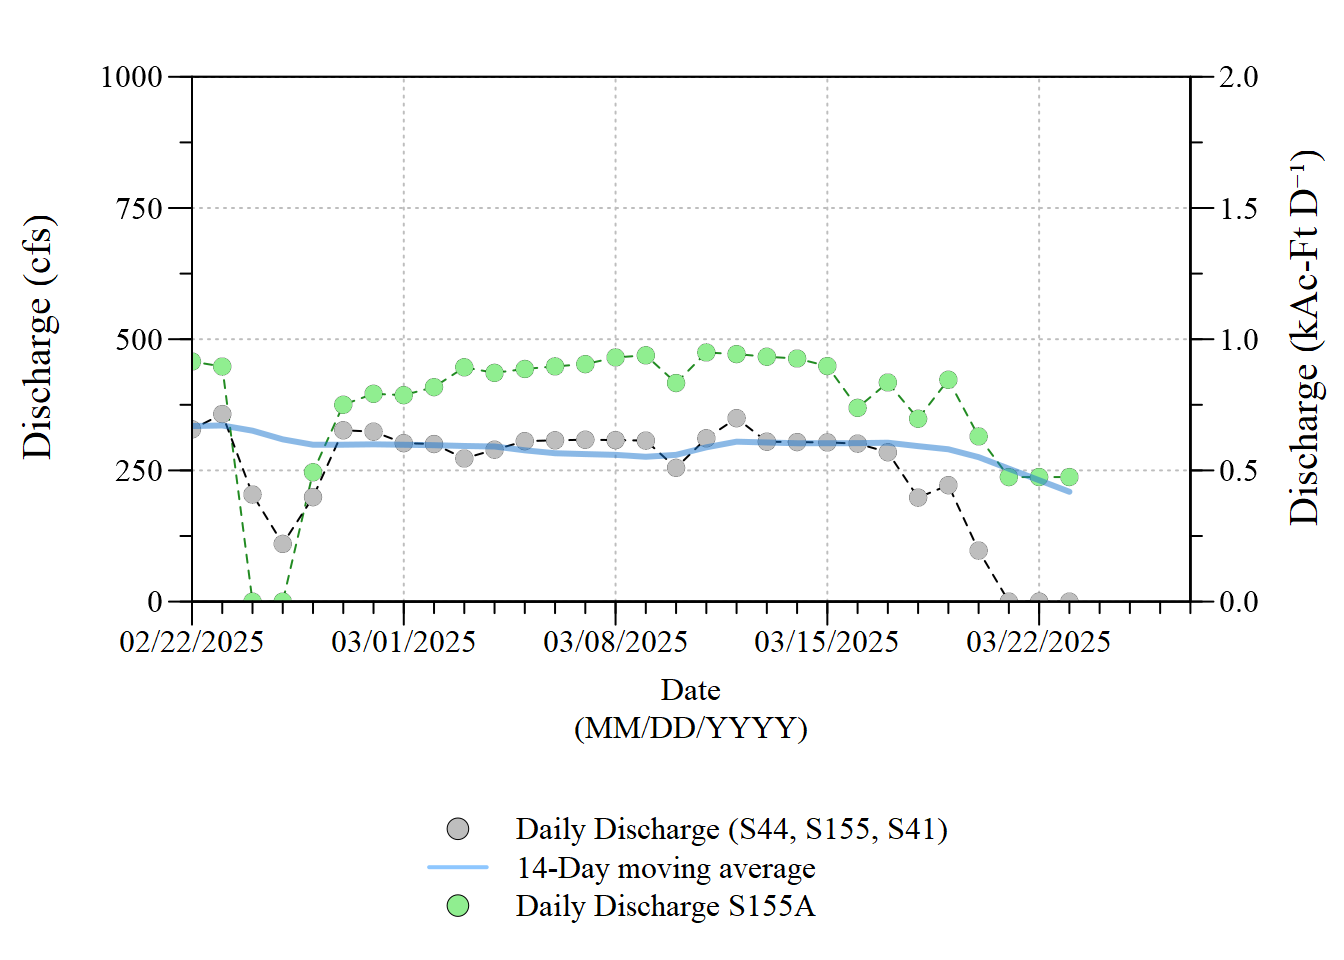 1000
750
500
250
0
Discharge (cfs)
2.0
1.5
1.0
0.5
0.0
Discharge (kAc-Ft D⁻¹)
02/22/2025 03/01/2025 03/08/2025 03/15/2025 03/22/2025
Date
(MM/DD/YYYY)
Daily Discharge (S44, S155, S41)
14-Day moving average
Daily Discharge S155A